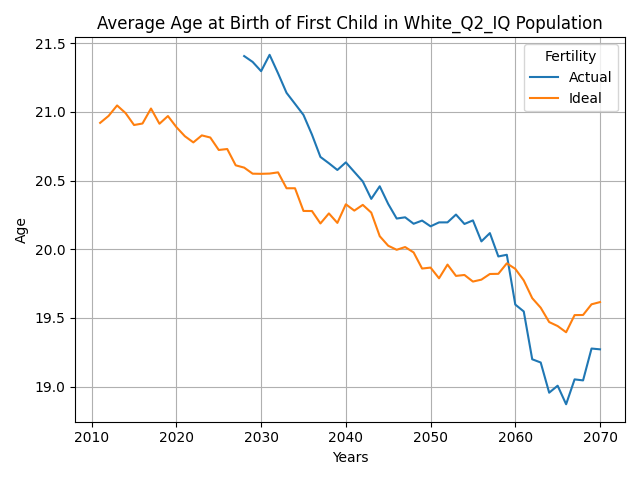 Average Age at Birth of First Child in White_Q2_IQ Population
21.5
21.0
20.5
20.0
19.5
19.0
Age
Fertility
Actual
Ideal
2010 2020 2030 2040 2050 2060 2070
Years